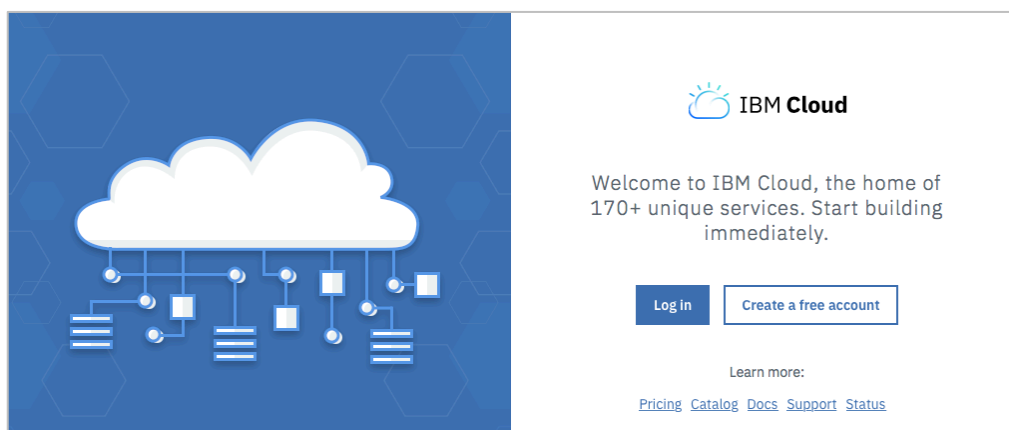 IBM Cloud
Welcome to IBM Cloud, the home of
170+ unique services. Start building
immediately.
Log in Create a free account
Learn more:
Pricing Catalog Docs Support Status